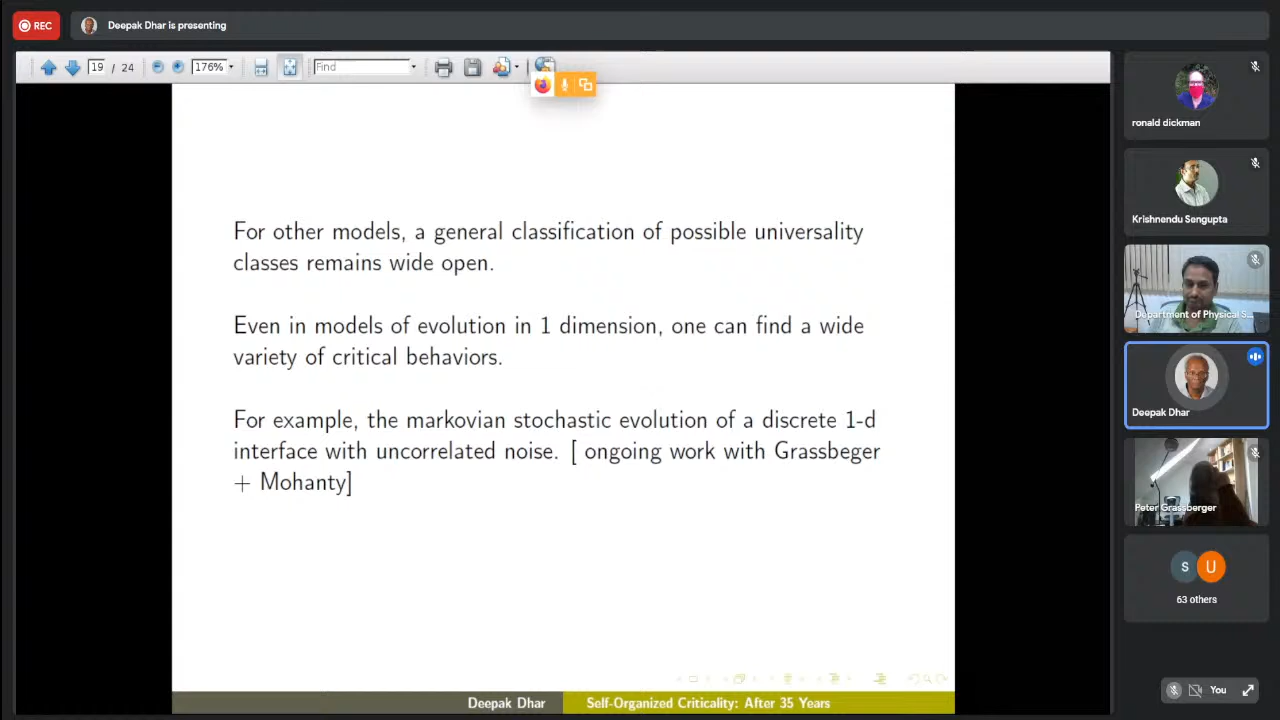 REC
Deepak Dhar is presenting
19 / 24
176%
Find
For other models, a general classification of possible universality
classes remains wide open.
Even in models of evolution in 1 dimension, one can find a wide
variety of critical behaviors.
For example, the markovian stochastic evolution of a discrete 1-d
interface with uncorrelated noise. [ ongoing work with Grassbeger
+ Mohanty]
Deepak Dhar
Self-Organized Criticality: After 35 Years
ronald dickman
Krishnendu Sengupta
Department of Physical S...
Deepak Dhar
Peter Grassberger
S U
63 others
You